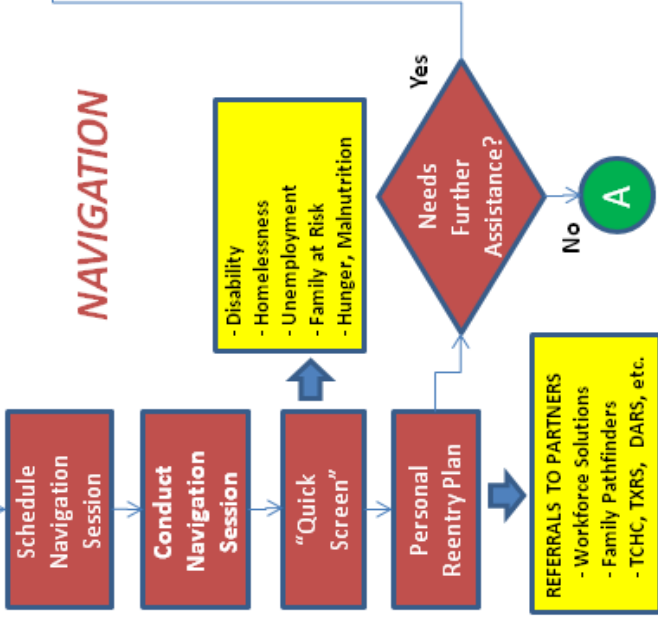 NAVIGATION
Schedule
Navigation
Session
Conduct
Navigation
Session
"Quick
Screen"
- Disability
- Homelessness
- Unemployment
- Family at Risk
- Hunger, Malnutrition
Personal
Reentry Plan
REFERRALS TO PARTNERS
- Workforce Solutions
- Family Pathfinders
- TCHC, TXRS, DARS, etc.
Needs
Further
Assistance?
Yes
No
A